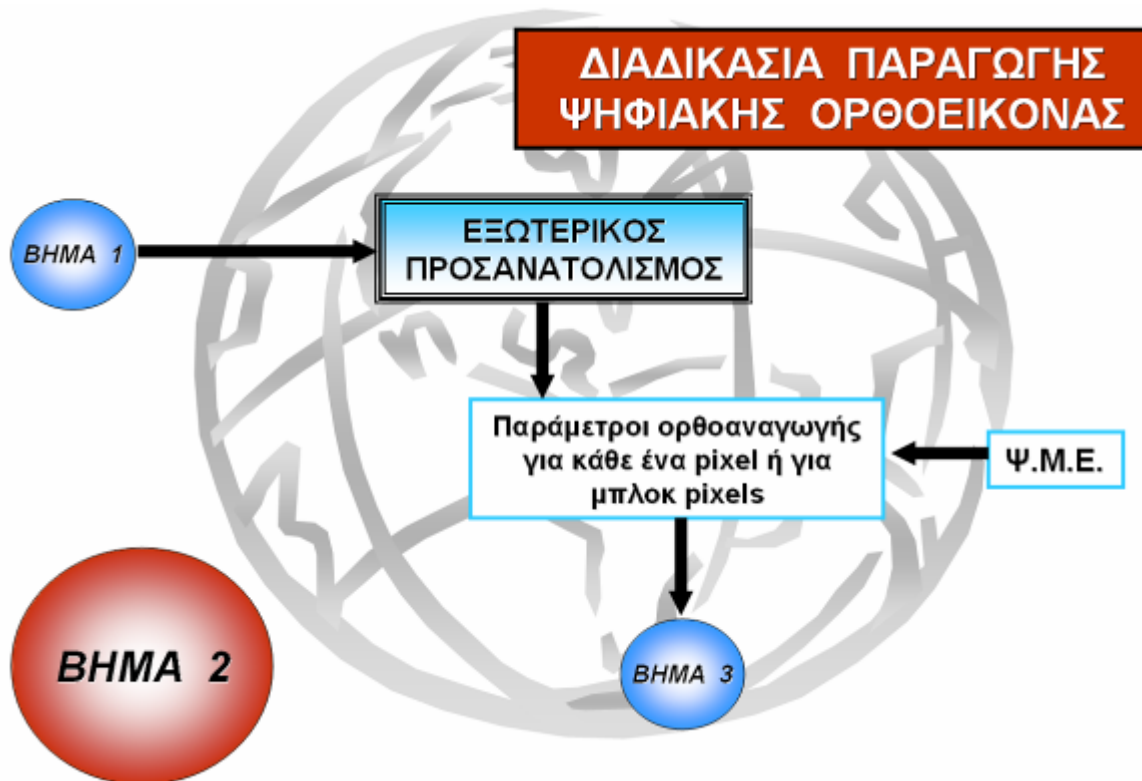 ΔΙΑΔΙΚΑΣΙΑ ΠΑΡΑΓΩΓΗΣ
ΨΗΦΙΑΚΗΣ ΟΡΘΟΕΙΚΟΝΑΣ
ΒΗΜΑ 1
ΕΞΩΤΕΡΙΚΟΣ
ΠΡΟΣΑΝΑΤΟΛΙΣΜΟΣ
Παράμετροι ορθοαναγωγής
για κάθε ένα pixel ή για
μπλοκ pixels
Ψ.Μ.Ε.
ΒΗΜΑ 2
ΒΗΜΑ 3